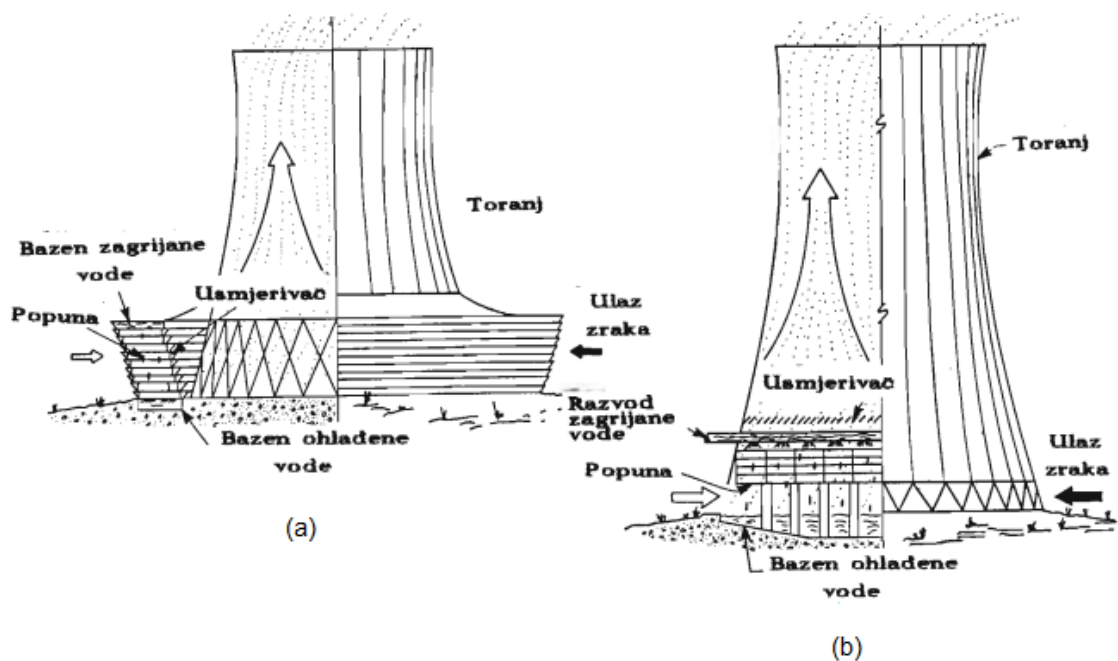 Toranj
Bazen zagrijane
vode
Usmjerivač
Popuna
Ulaz
zraka
Bazen ohlađene
vode
(a)
Toranj
Usmjerivač
Razvod
zagrijane
vode
Popuna
Ulaz
zraka
Bazen ohlađene
vode
(b)